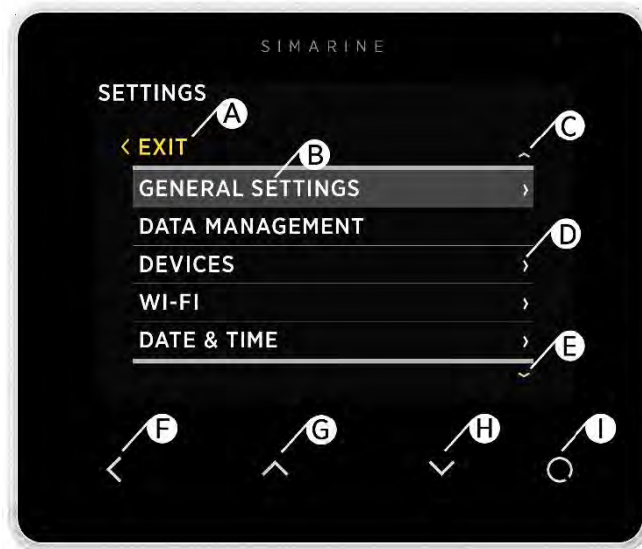 SIMARINE
SETTINGS
A
< EXIT
B
C
GENERAL SETTINGS
DATA MANAGEMENT
D
DEVICES
WI-FI
DATE & TIME
E
F
G
H
I